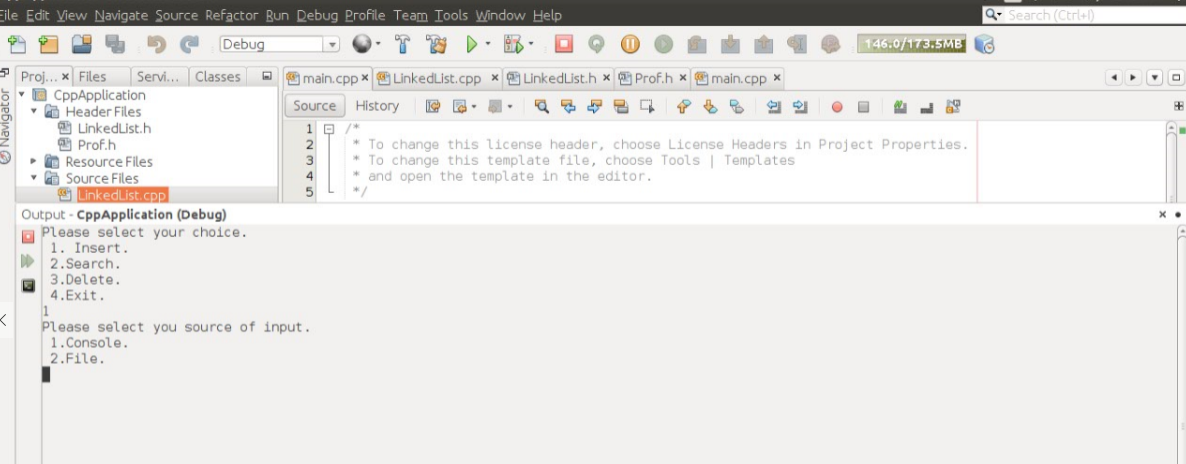 File Edit View Navigate Source Refactor Run Debug Profile Team Tools Window Help
Search (Ctrl+I)
Debug
146.0/173.5MB
Proj... × Files Servi... Classes
main.cpp × LinkedList.cpp × LinkedList.h × Prof.h × main.cpp ×
Navigator
CppApplication
Header Files
LinkedList.h
Prof.h
Resource Files
Source Files
LinkedList.cpp
Source History
1 /*
2 * To change this license header, choose License Headers in Project Properties.
3 * To change this template file, choose Tools | Templates
4 * and open the template in the editor.
5 */
Output - CppApplication (Debug)
Please select your choice.
1. Insert.
2.Search.
3.Delete.
4.Exit.
1
Please select you source of input.
1.Console.
2.File.